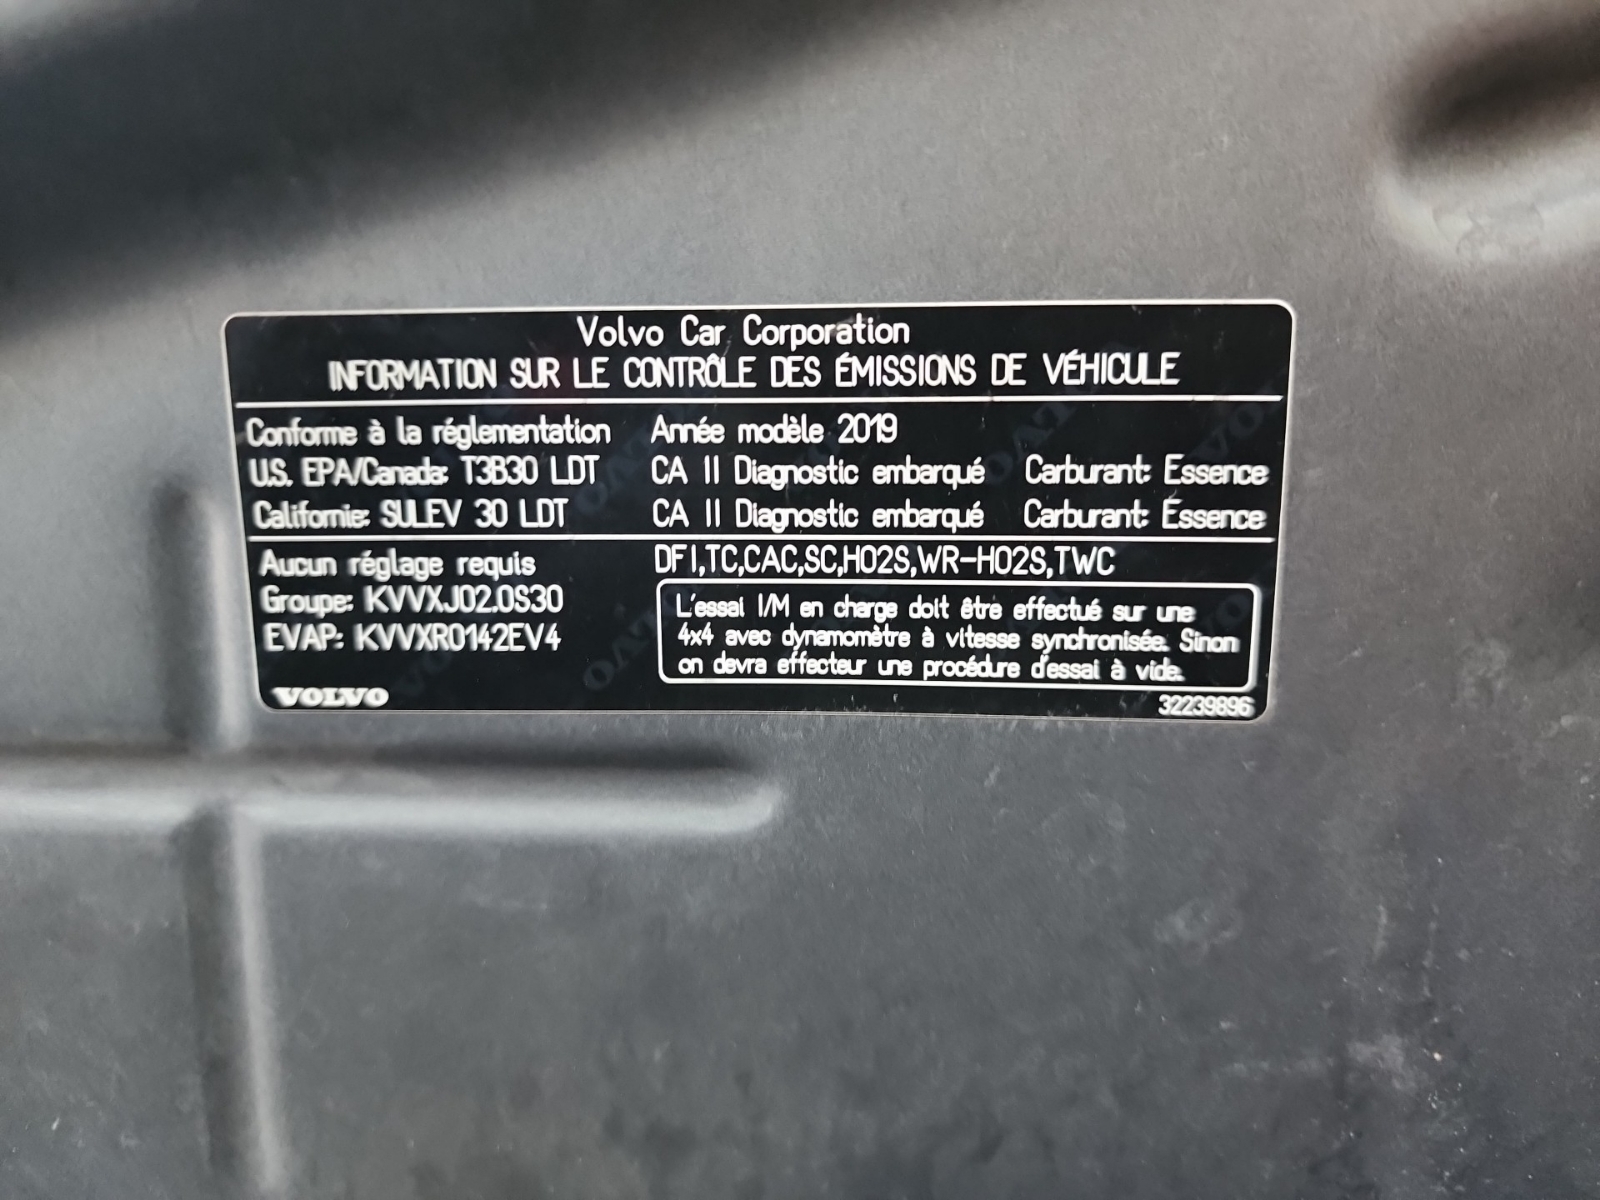 Volvo Car Corporation
INFORMATION SUR LE CONTRÔLE DES ÉMISSIONS DE VÉHICULE
Conforme à la réglementation Année modèle 2019
U.S. EPA/Canada: T3B30 LDT CA II Diagnostic embarqué Carburant: Essence
Californie: SULEV 30 LDT CA II Diagnostic embarqué Carburant: Essence
Aucun réglage requis
Groupe: KVVXJ02.0S30
EVAP: KVVXR0142EV4
DFI,TC,CAC,SC,HO2S,WR-HO2S,TWC
L'essai I/M en charge doit être effectué sur une
4x4 avec dynamomètre à vitesse synchronisée. Sinon
on devra effecteur une procédure d'essai à vide.
VOLVO
32239896